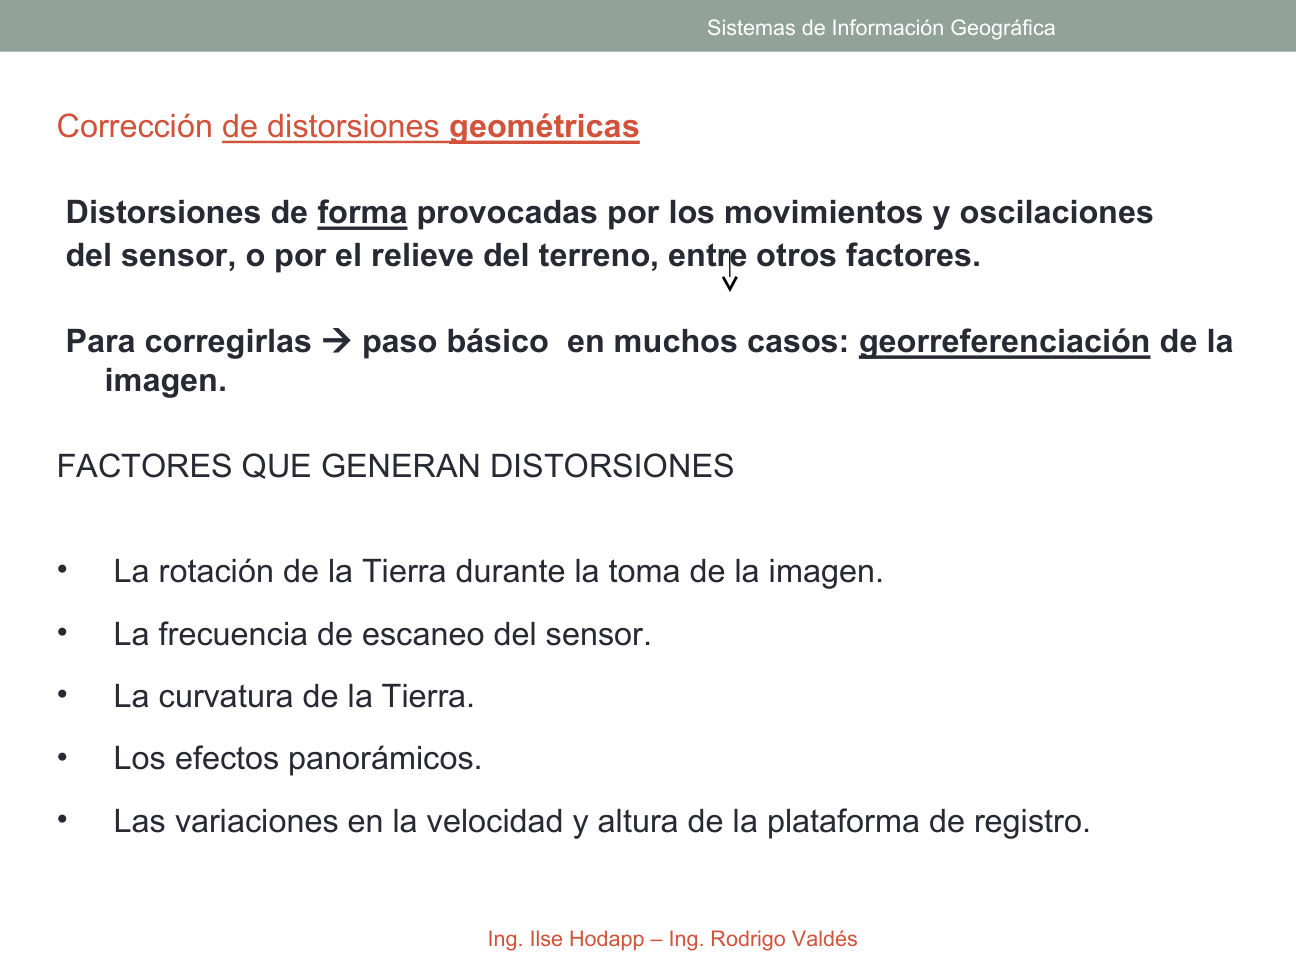 Sistemas de Información Geográfica
Corrección de distorsiones geométricas
Distorsiones de forma provocadas por los movimientos y oscilaciones
del sensor, o por el relieve del terreno, entre otros factores.
Para corregirlas → paso básico  en muchos casos: georreferenciación de la
imagen.
FACTORES QUE GENERAN DISTORSIONES
• La rotación de la Tierra durante la toma de la imagen.
• La frecuencia de escaneo del sensor.
• La curvatura de la Tierra.
• Los efectos panorámicos.
• Las variaciones en la velocidad y altura de la plataforma de registro.
Ing. Ilse Hodapp – Ing. Rodrigo Valdés